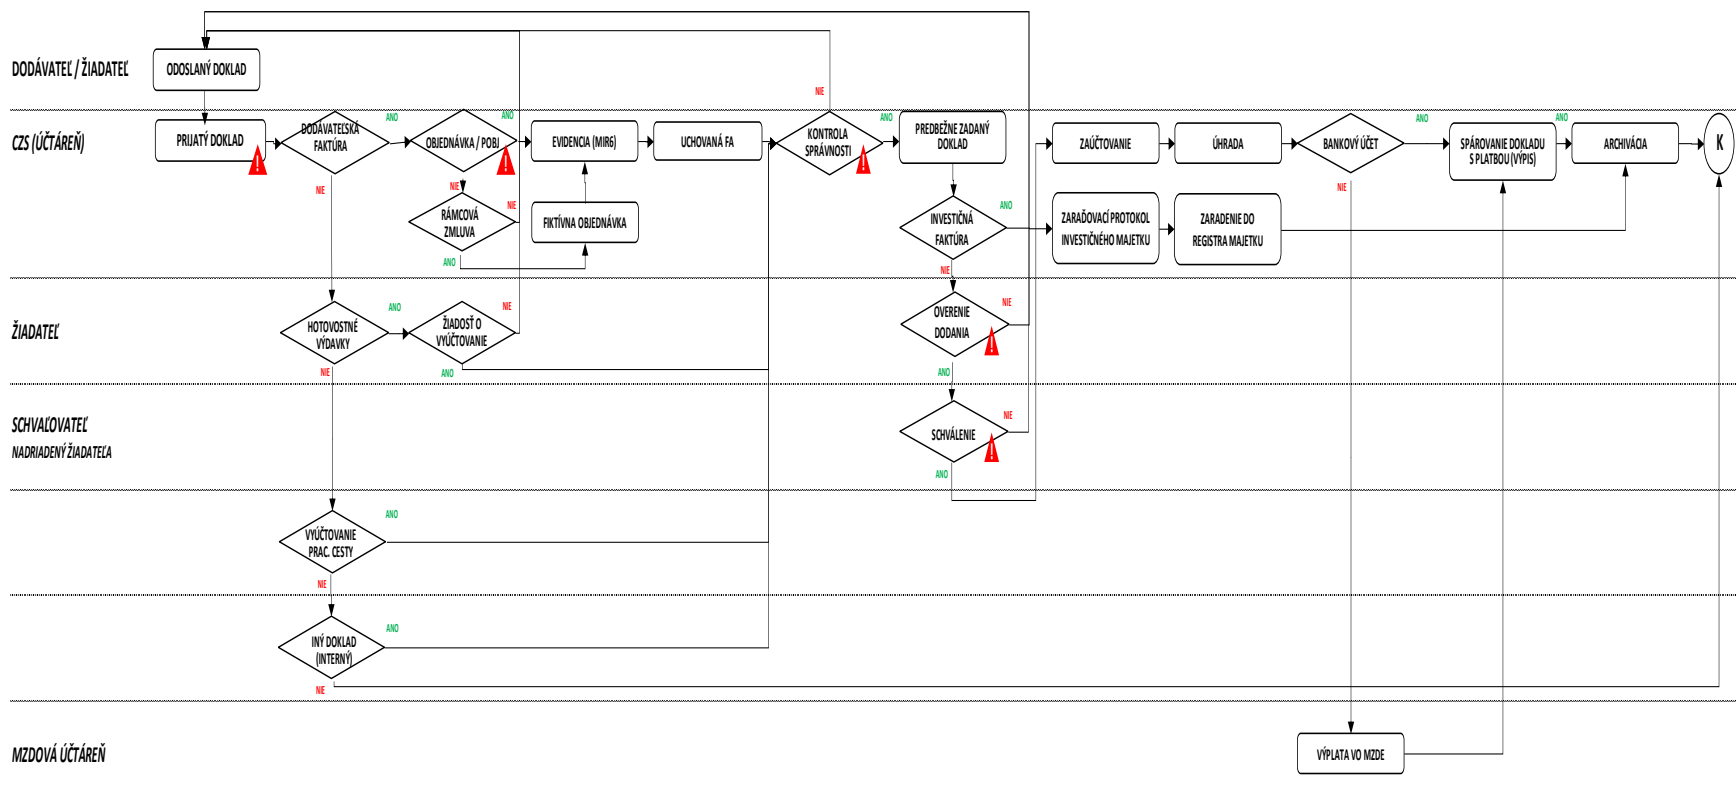 DODÁVATEĽ / ŽIADATEĽ
ODOSLANÝ DOKLAD
NIE
CZS (ÚČTÁREŇ)
PRIJATÝ DOKLAD
DODÁVATEĽSKÁ
FAKTÚRA
ANO
NIE
OBJEDNÁVKA / POBJ
ANO
NIE
EVIDENCIA (MIR6)
UCHOVANÁ FA
KONTROLA
SPRÁVNOSTI
ANO
PREDBEŽNE ZADANÝ
DOKLAD
ZAÚČTOVANIE
ÚHRADA
BANKOVÝ ÚČET
ANO
NIE
SPÁROVANIE DOKLADU
S PLATBOU (VÝPIS)
ANO
ARCHIVÁCIA
K
RÁMCOVÁ
ZMLUVA
NIE
ANO
FIKTÍVNA OBJEDNÁVKA
INVESTIČNÁ
FAKTÚRA
ANO
NIE
ZARAĎOVACÍ PROTOKOL
INVESTIČNÉHO MAJETKU
ZARADENIE DO
REGISTRA MAJETKU
ŽIADATEĽ
HOTOVOSTNÉ
VÝDAVKY
ANO
NIE
ŽIADOSŤ O
VYÚČTOVANIE
NIE
ANO
OVERENIE
DODANIA
NIE
ANO
SCHVAĽOVATEĽ
NADRIADENÝ ŽIADATEĽA
SCHVÁLENIE
NIE
ANO
VYÚČTOVANIE
PRAC. CESTY
ANO
NIE
INÝ DOKLAD
(INTERNÝ)
ANO
NIE
MZDOVÁ ÚČTÁREŇ
VÝPLATA VO MZDE